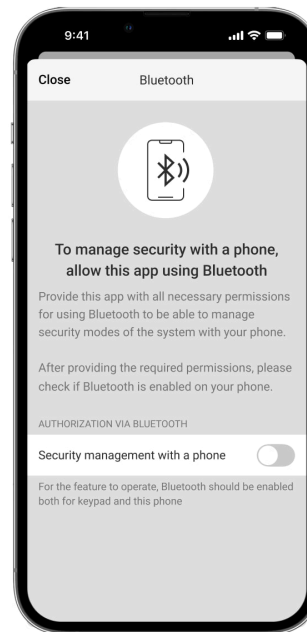 9:41
Close
Bluetooth
To manage security with a phone,
allow this app using Bluetooth
Provide this app with all necessary permissions
for using Bluetooth to be able to manage
security modes of the system with your phone.
After providing the required permissions, please
check if Bluetooth is enabled on your phone.
AUTHORIZATION VIA BLUETOOTH
Security management with a phone
For the feature to operate, Bluetooth should be enabled
both for keypad and this phone